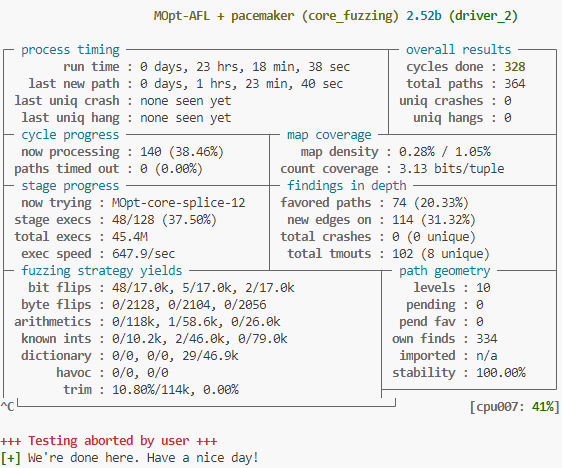 MOpt-AFL + pacemaker (core_fuzzing) 2.52b (driver_2)
process timing overall results
run time : 0 days, 23 hrs, 18 min, 38 sec cycles done : 328
last new path : 0 days, 1 hrs, 23 min, 40 sec total paths : 364
last uniq crash : none seen yet uniq crashes : 0
last uniq hang : none seen yet uniq hangs : 0
cycle progress map coverage
now processing : 140 (38.46%) map density : 0.28% / 1.05%
paths timed out : 0 (0.00%) count coverage : 3.13 bits/tuple
stage progress findings in depth
now trying : MOpt-core-splice-12 favored paths : 74 (20.33%)
stage execs : 48/128 (37.50%) new edges on : 114 (31.32%)
total execs : 45.4M total crashes : 0 (0 unique)
exec speed : 647.9/sec total tmouts : 102 (8 unique)
fuzzing strategy yields path geometry
bit flips : 48/17.0k, 5/17.0k, 2/17.0k levels : 10
byte flips : 0/2128, 0/2104, 0/2056 pending : 0
arithmetics : 0/118k, 1/58.6k, 0/26.0k pend fav : 0
known ints : 0/10.2k, 2/46.0k, 0/79.0k own finds : 334
dictionary : 0/0, 0/0, 29/46.9k imported : n/a
havoc : 0/0, 0/0 stability : 100.00%
trim : 10.80%/114k, 0.00%
^C [cpu007: 41%]
+++ Testing aborted by user +++
[+] We're done here. Have a nice day!